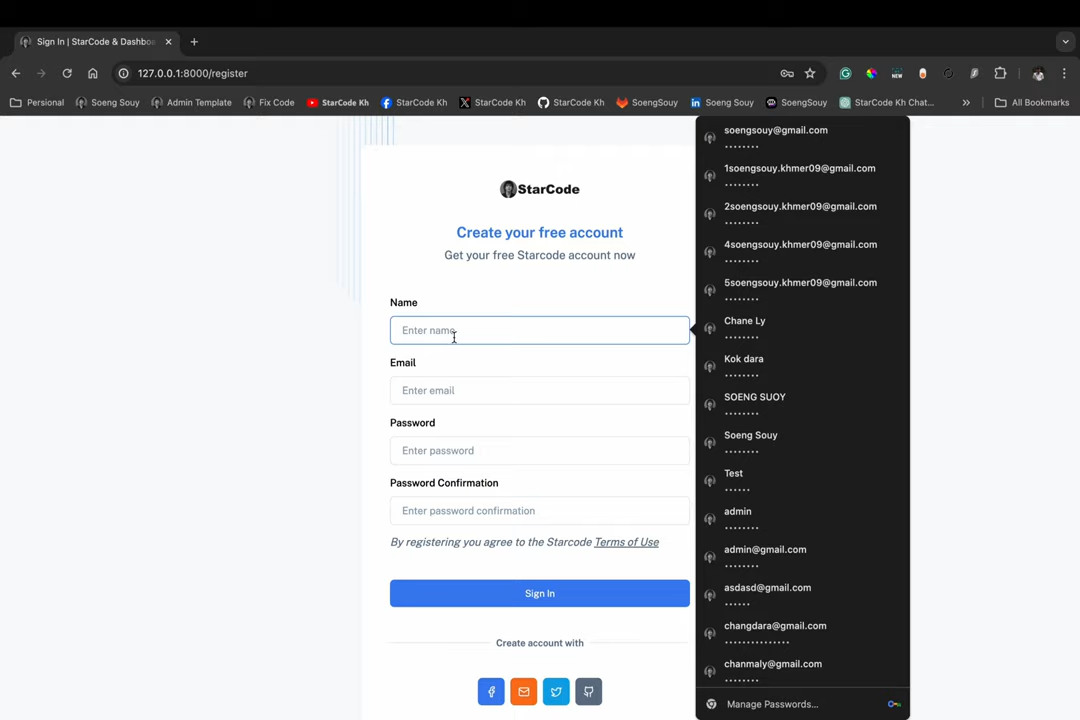 Sign In | StarCode & Dashboa
127.0.0.1:8000/register
Personal
Soeng Souy
Admin Template
Fix Code
StarCode Kh
StarCode Kh
StarCode Kh
StarCode Kh
SoengSouy
Soeng Souy
SoengSouy
StarCode Kh Chat...
All Bookmarks
StarCode
Create your free account
Get your free Starcode account now
Name
Enter name
Email
Enter email
Password
Enter password
Password Confirmation
Enter password confirmation
By registering you agree to the Starcode Terms of Use
Sign In
Create account with
soengsouy@gmail.com
••••••••
1soengsouy.khmer09@gmail.com
••••••••
2soengsouy.khmer09@gmail.com
••••••••
4soengsouy.khmer09@gmail.com
••••••••
5soengsouy.khmer09@gmail.com
••••••••
Chane Ly
••••••••
Kok dara
••••••••
SOENG SUOY
••••••••
Soeng Souy
••••••••
Test
••••••
admin
••••••••
admin@gmail.com
••••••••
asdasd@gmail.com
••••••
changdara@gmail.com
•••••••••••••••
chanmaly@gmail.com
••••••••
Manage Passwords...